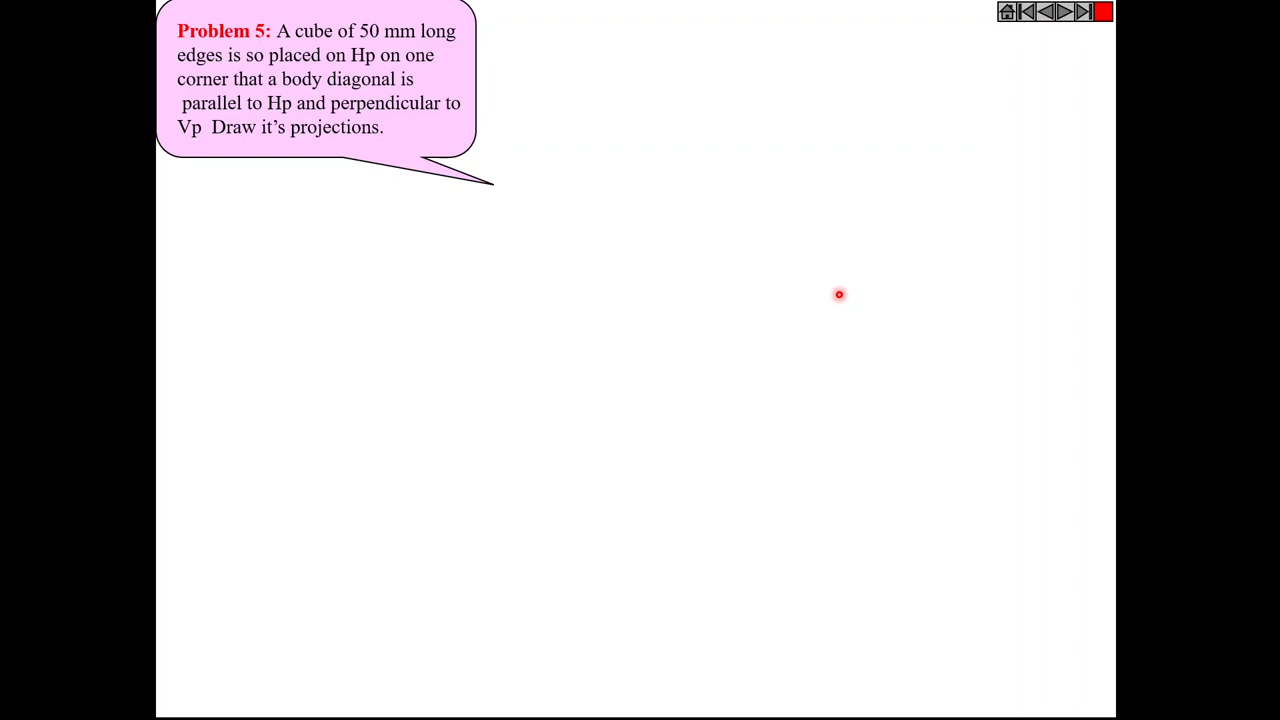 Problem 5: A cube of 50 mm long
edges is so placed on Hp on one
corner that a body diagonal is
parallel to Hp and perpendicular to
Vp  Draw it’s projections.